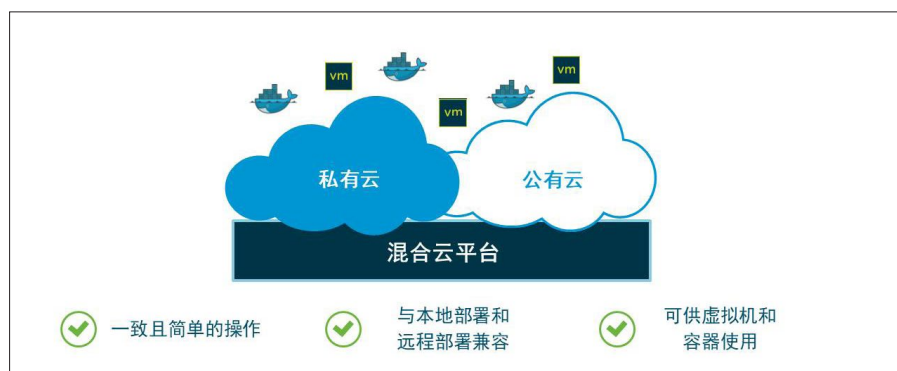 vm
vm
vm
私有云
公有云
混合云平台
一致且简单的操作
与本地部署和
远程部署兼容
可供虚拟机和
容器使用